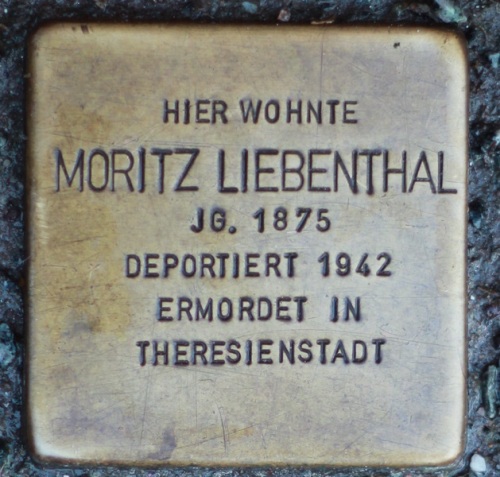 HIER WOHNTE
MORITZ LIEBENTHAL
JG. 1875
DEPORTIERT 1942
ERMORDET IN
THERESIENSTADT